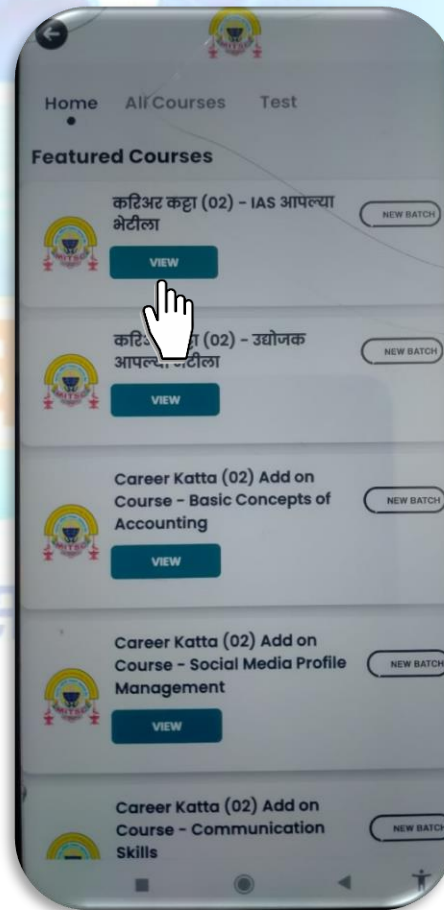 Home All Courses Test
Featured Courses
करिअर कट्टा (02) - IAS आपल्या
भेटीला
NEW BATCH
VIEW
(02) - उद्योजक
आपल्या भेटीला
NEW BATCH
VIEW
Career Katta (02) Add on
Course - Basic Concepts of
Accounting
NEW BATCH
VIEW
Career Katta (02) Add on
Course - Social Media Profile
Management
NEW BATCH
VIEW
Career Katta (02) Add on
Course - Communication
Skills
NEW BATCH